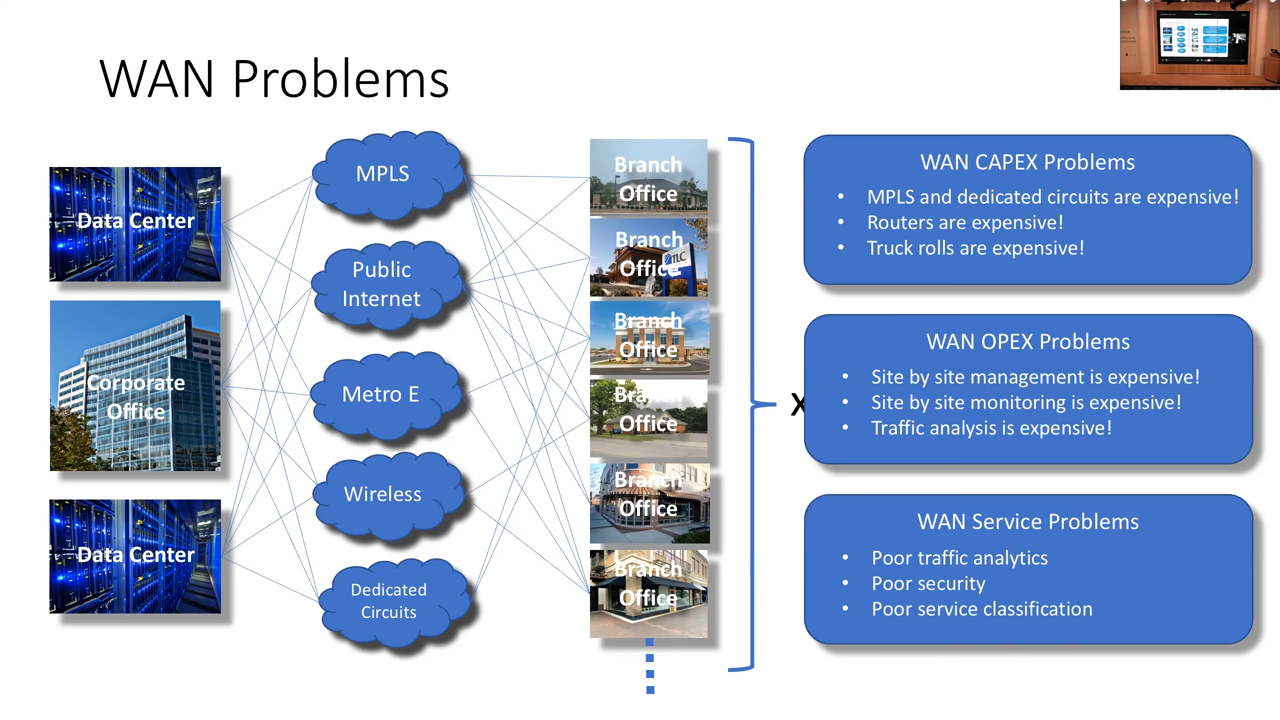 WAN Problems
Data Center
Corporate
Office
Data Center
MPLS
Public
Internet
Metro E
Wireless
Dedicated
Circuits
Branch
Office
Branch
Office
TLC
Branch
Office
Branch
Office
Branch
Office
Branch
Office
X
WAN CAPEX Problems
• MPLS and dedicated circuits are expensive!
• Routers are expensive!
• Truck rolls are expensive!
WAN OPEX Problems
• Site by site management is expensive!
• Site by site monitoring is expensive!
• Traffic analysis is expensive!
WAN Service Problems
• Poor traffic analytics
• Poor security
• Poor service classification